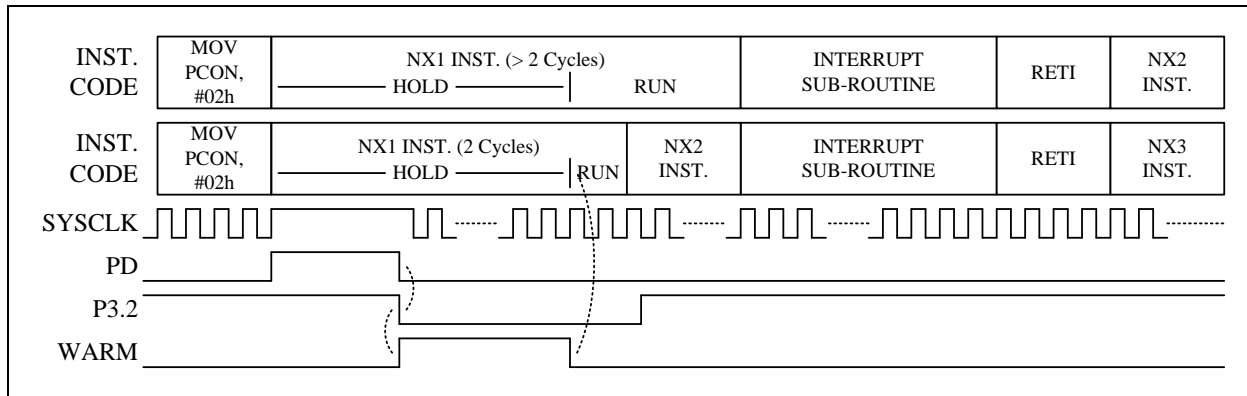 INST.
CODE
MOV
PCON,
#02h
NX1 INST. (> 2 Cycles)
HOLD
RUN
INTERRUPT
SUB-ROUTINE
RETI
NX2
INST.
INST.
CODE
MOV
PCON,
#02h
NX1 INST. (2 Cycles)
HOLD
RUN
NX2
INST.
INTERRUPT
SUB-ROUTINE
RETI
NX3
INST.
SYSCLK
PD
P3.2
WARM